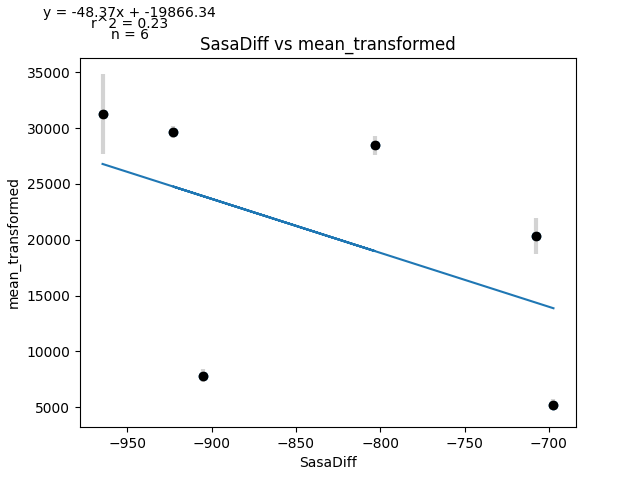 y = -48.37x + -19866.34
r^2 = 0.23
n = 6
SasaDiff vs mean_transformed
35000
30000
25000
20000
15000
10000
5000
mean_transformed
−950
−900
−850
−800
−750
−700
SasaDiff